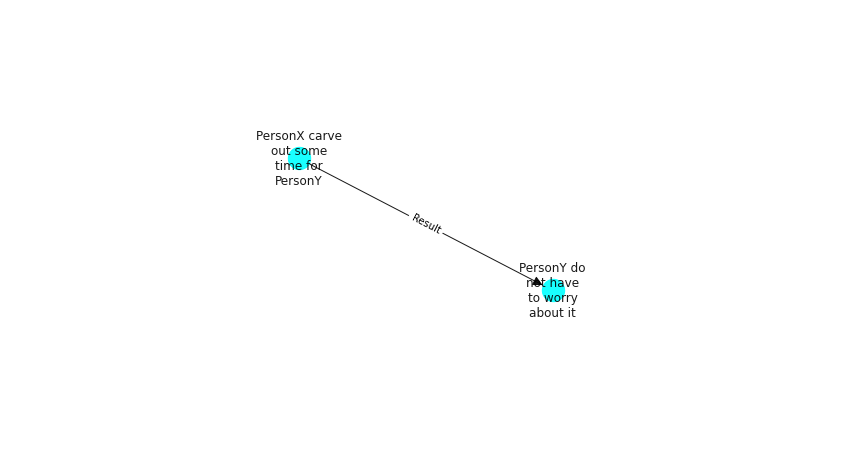 PersonX carve
out some
time for
PersonY
Result
PersonY do
not have
to worry
about it